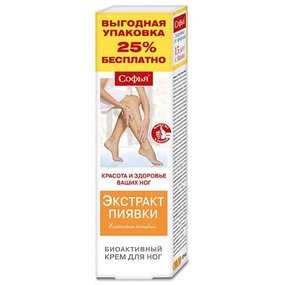 ВЫГОДНАЯ
УПАКОВКА
25%
БЕСПЛАТНО
Софья
КРАСОТА И ЗДОРОВЬЕ
ВАШИХ НОГ
ЭКСТРАКТ
ПИЯВКИ
БИОАКТИВНЫЙ
КРЕМ ДЛЯ НОГ